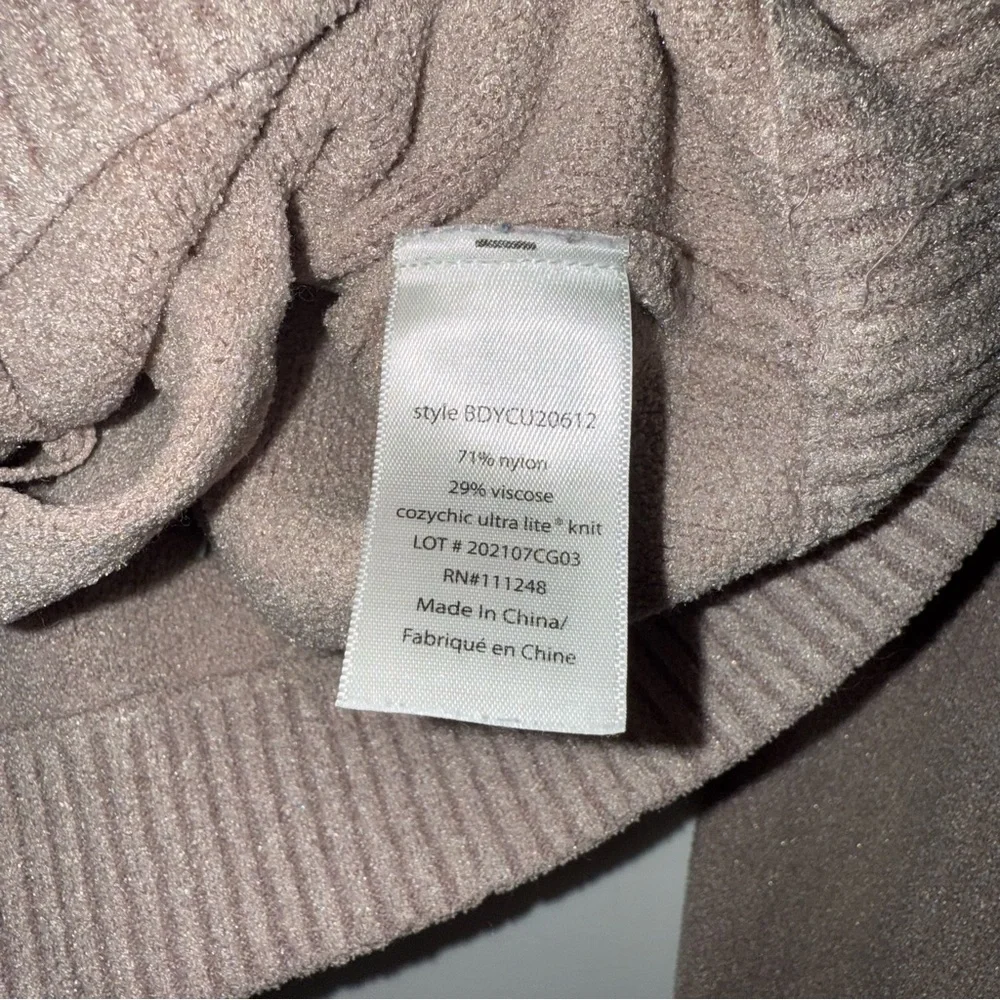 style BDYCU20612
71% nylon
29% viscose
cozychic ultra lite® knit
LOT # 202107CG03
RN#111248
Made In China/
Fabriqué en Chine